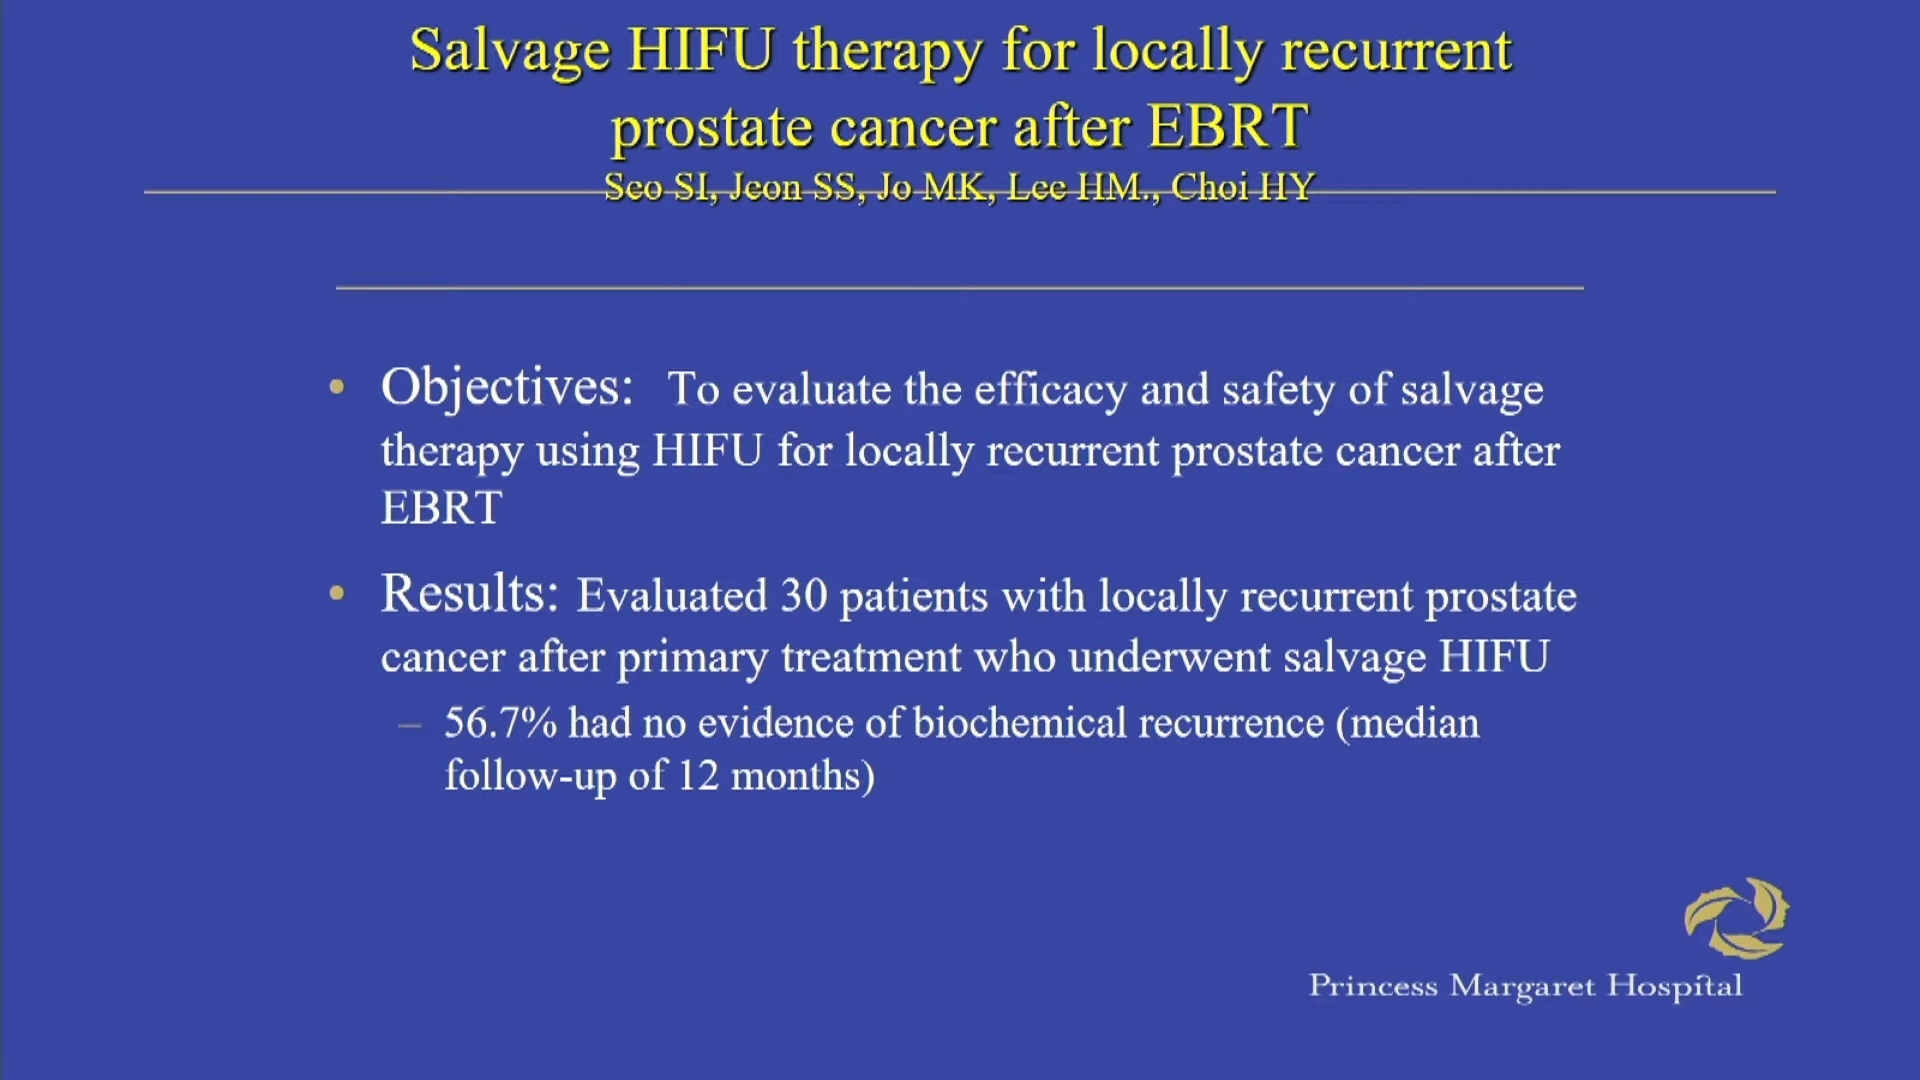 Salvage HIFU therapy for locally recurrent
prostate cancer after EBRT
Seo SI, Jeon SS, Jo MK, Lee HM., Choi HY
• Objectives: To evaluate the efficacy and safety of salvage
therapy using HIFU for locally recurrent prostate cancer after
EBRT
• Results: Evaluated 30 patients with locally recurrent prostate
cancer after primary treatment who underwent salvage HIFU
– 56.7% had no evidence of biochemical recurrence (median
follow-up of 12 months)
Princess Margaret Hospital